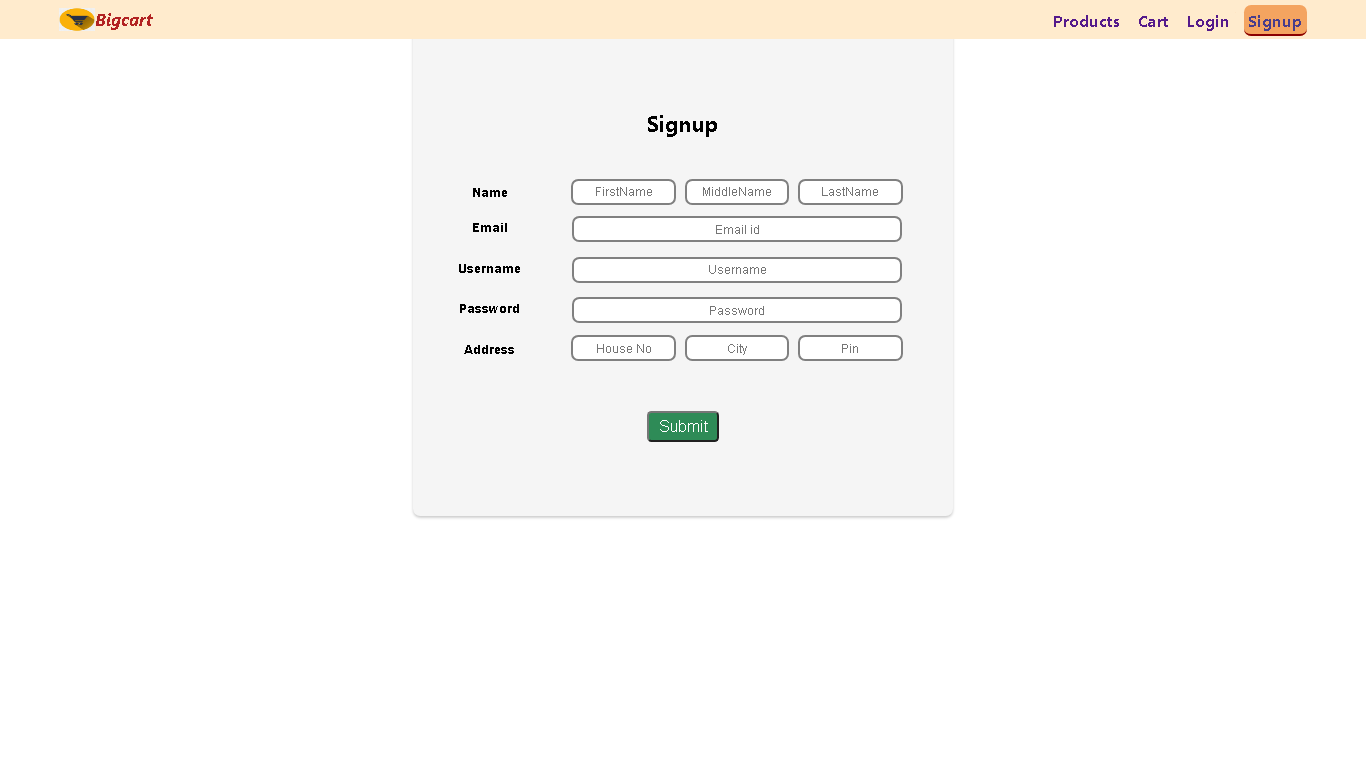 Bigcart Products Cart Login Signup
Signup
Name FirstName MiddleName LastName
Email Email id
Username Username
Password Password
Address House No City Pin
Submit